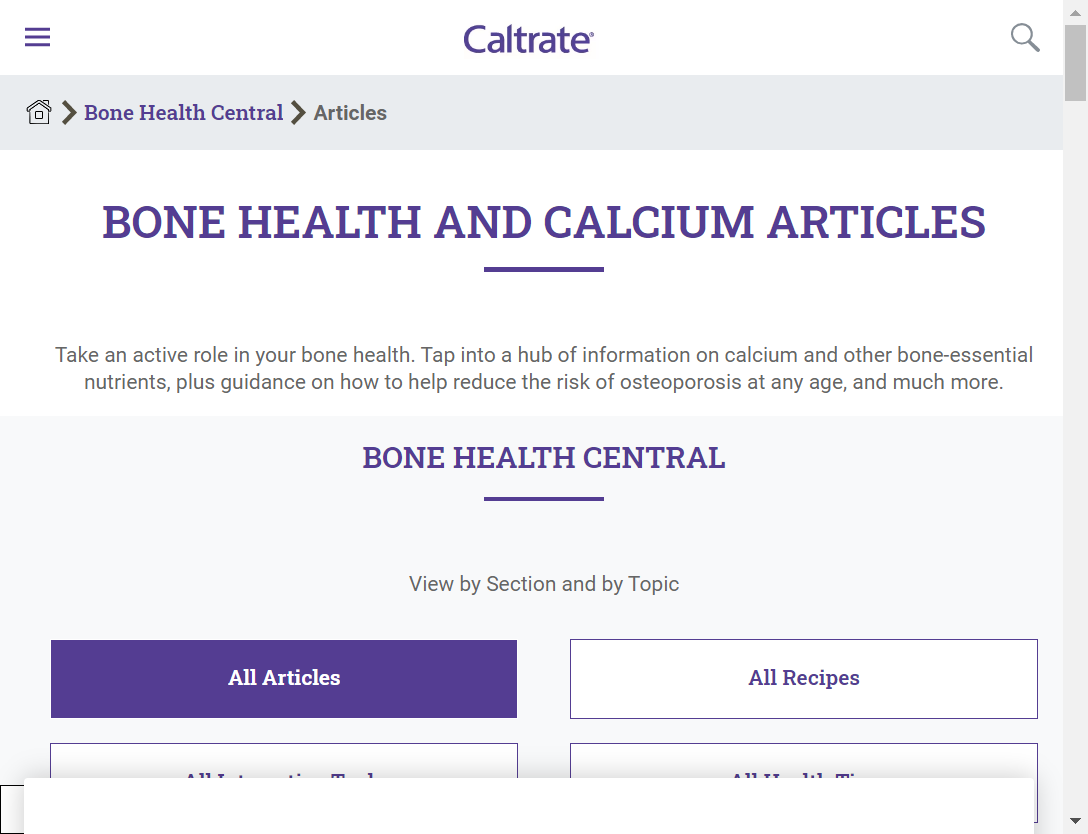 Caltrate®
Bone Health Central Articles
BONE HEALTH AND CALCIUM ARTICLES
Take an active role in your bone health. Tap into a hub of information on calcium and other bone-essential
nutrients, plus guidance on how to help reduce the risk of osteoporosis at any age, and much more.
BONE HEALTH CENTRAL
View by Section and by Topic
All Articles
All Recipes